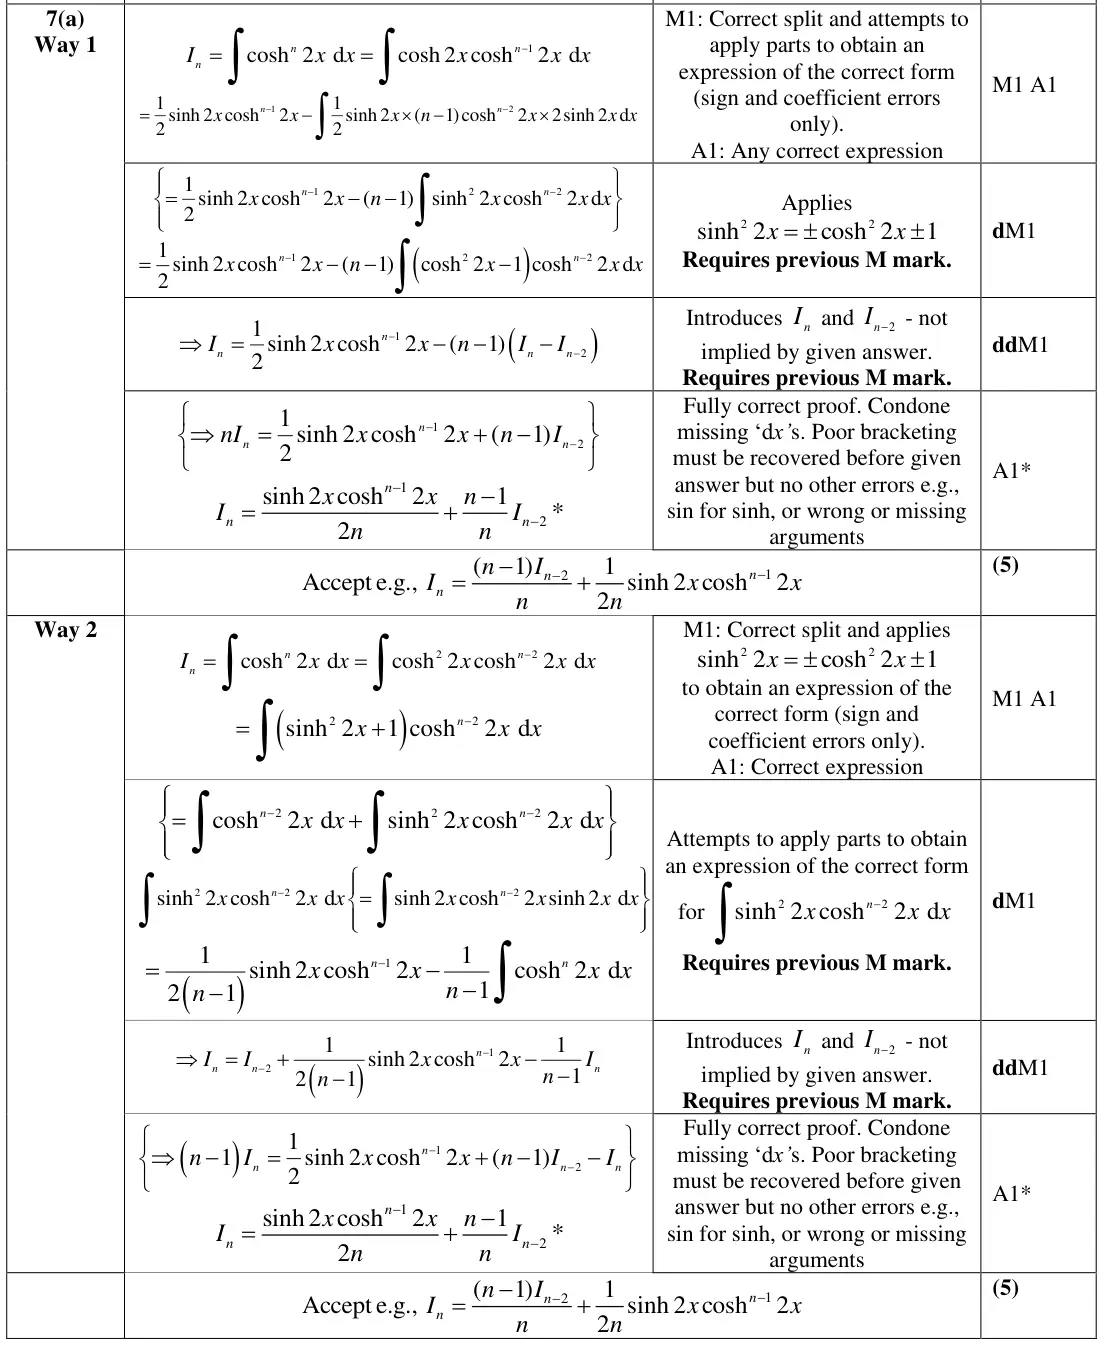 7(a)
Way 1
I_n = ∫ cosh^n 2x dx = ∫ cosh 2x cosh^{n−1} 2x dx
= 1/2 sinh 2x cosh^{n−1} 2x − ∫ 1/2 sinh 2x × (n−1) cosh^{n−2} 2x × 2 sinh 2x dx
M1: Correct split and attempts to
apply parts to obtain an
expression of the correct form
(sign and coefficient errors
only).
A1: Any correct expression
M1 A1
{= 1/2 sinh 2x cosh^{n−1} 2x − (n−1) ∫ sinh² 2x cosh^{n−2} 2x dx}
= 1/2 sinh 2x cosh^{n−1} 2x − (n−1) ∫ (cosh² 2x − 1) cosh^{n−2} 2x dx
Applies
sinh² 2x = ± cosh² 2x ± 1
Requires previous M mark.
dM1
⇒ I_n = 1/2 sinh 2x cosh^{n−1} 2x − (n−1)(I_n − I_{n−2})
Introduces I_n and I_{n−2} - not
implied by given answer.
Requires previous M mark.
ddM1
{⇒ nI_n = 1/2 sinh 2x cosh^{n−1} 2x + (n−1) I_{n−2}}
I_n = (sinh 2x cosh^{n−1} 2x)/(2n) + (n−1)/n I_{n−2} *
Fully correct proof. Condone
missing ‘dx’s. Poor bracketing
must be recovered before given
answer but no other errors e.g.,
sin for sinh, or wrong or missing
arguments
A1*
Accept e.g., I_n = ((n−1) I_{n−2})/n + 1/(2n) sinh 2x cosh^{n−1} 2x
(5)
Way 2
I_n = ∫ cosh^n 2x dx = ∫ cosh² 2x cosh^{n−2} 2x dx
= ∫ (sinh² 2x + 1) cosh^{n−2} 2x dx
M1: Correct split and applies
sinh² 2x = ± cosh² 2x ± 1
to obtain an expression of the
correct form (sign and
coefficient errors only).
A1: Correct expression
M1 A1
{= ∫ cosh^{n−2} 2x dx + ∫ sinh² 2x cosh^{n−2} 2x dx}
∫ sinh² 2x cosh^{n−2} 2x dx {= ∫ sinh 2x cosh^{n−2} 2x sinh 2x dx}
= 1/(2(n−1)) sinh 2x cosh^{n−1} 2x − 1/(n−1) ∫ cosh^n 2x dx
Attempts to apply parts to obtain
an expression of the correct form
for ∫ sinh² 2x cosh^{n−2} 2x dx
Requires previous M mark.
dM1
⇒ I_n = I_{n−2} + 1/(2(n−1)) sinh 2x cosh^{n−1} 2x − 1/(n−1) I_n
Introduces I_n and I_{n−2} - not
implied by given answer.
Requires previous M mark.
ddM1
{⇒ (n−1) I_n = 1/2 sinh 2x cosh^{n−1} 2x + (n−1) I_{n−2} − I_n}
I_n = (sinh 2x cosh^{n−1} 2x)/(2n) + (n−1)/n I_{n−2} *
Fully correct proof. Condone
missing ‘dx’s. Poor bracketing
must be recovered before given
answer but no other errors e.g.,
sin for sinh, or wrong or missing
arguments
A1*
Accept e.g., I_n = ((n−1) I_{n−2})/n + 1/(2n) sinh 2x cosh^{n−1} 2x
(5)